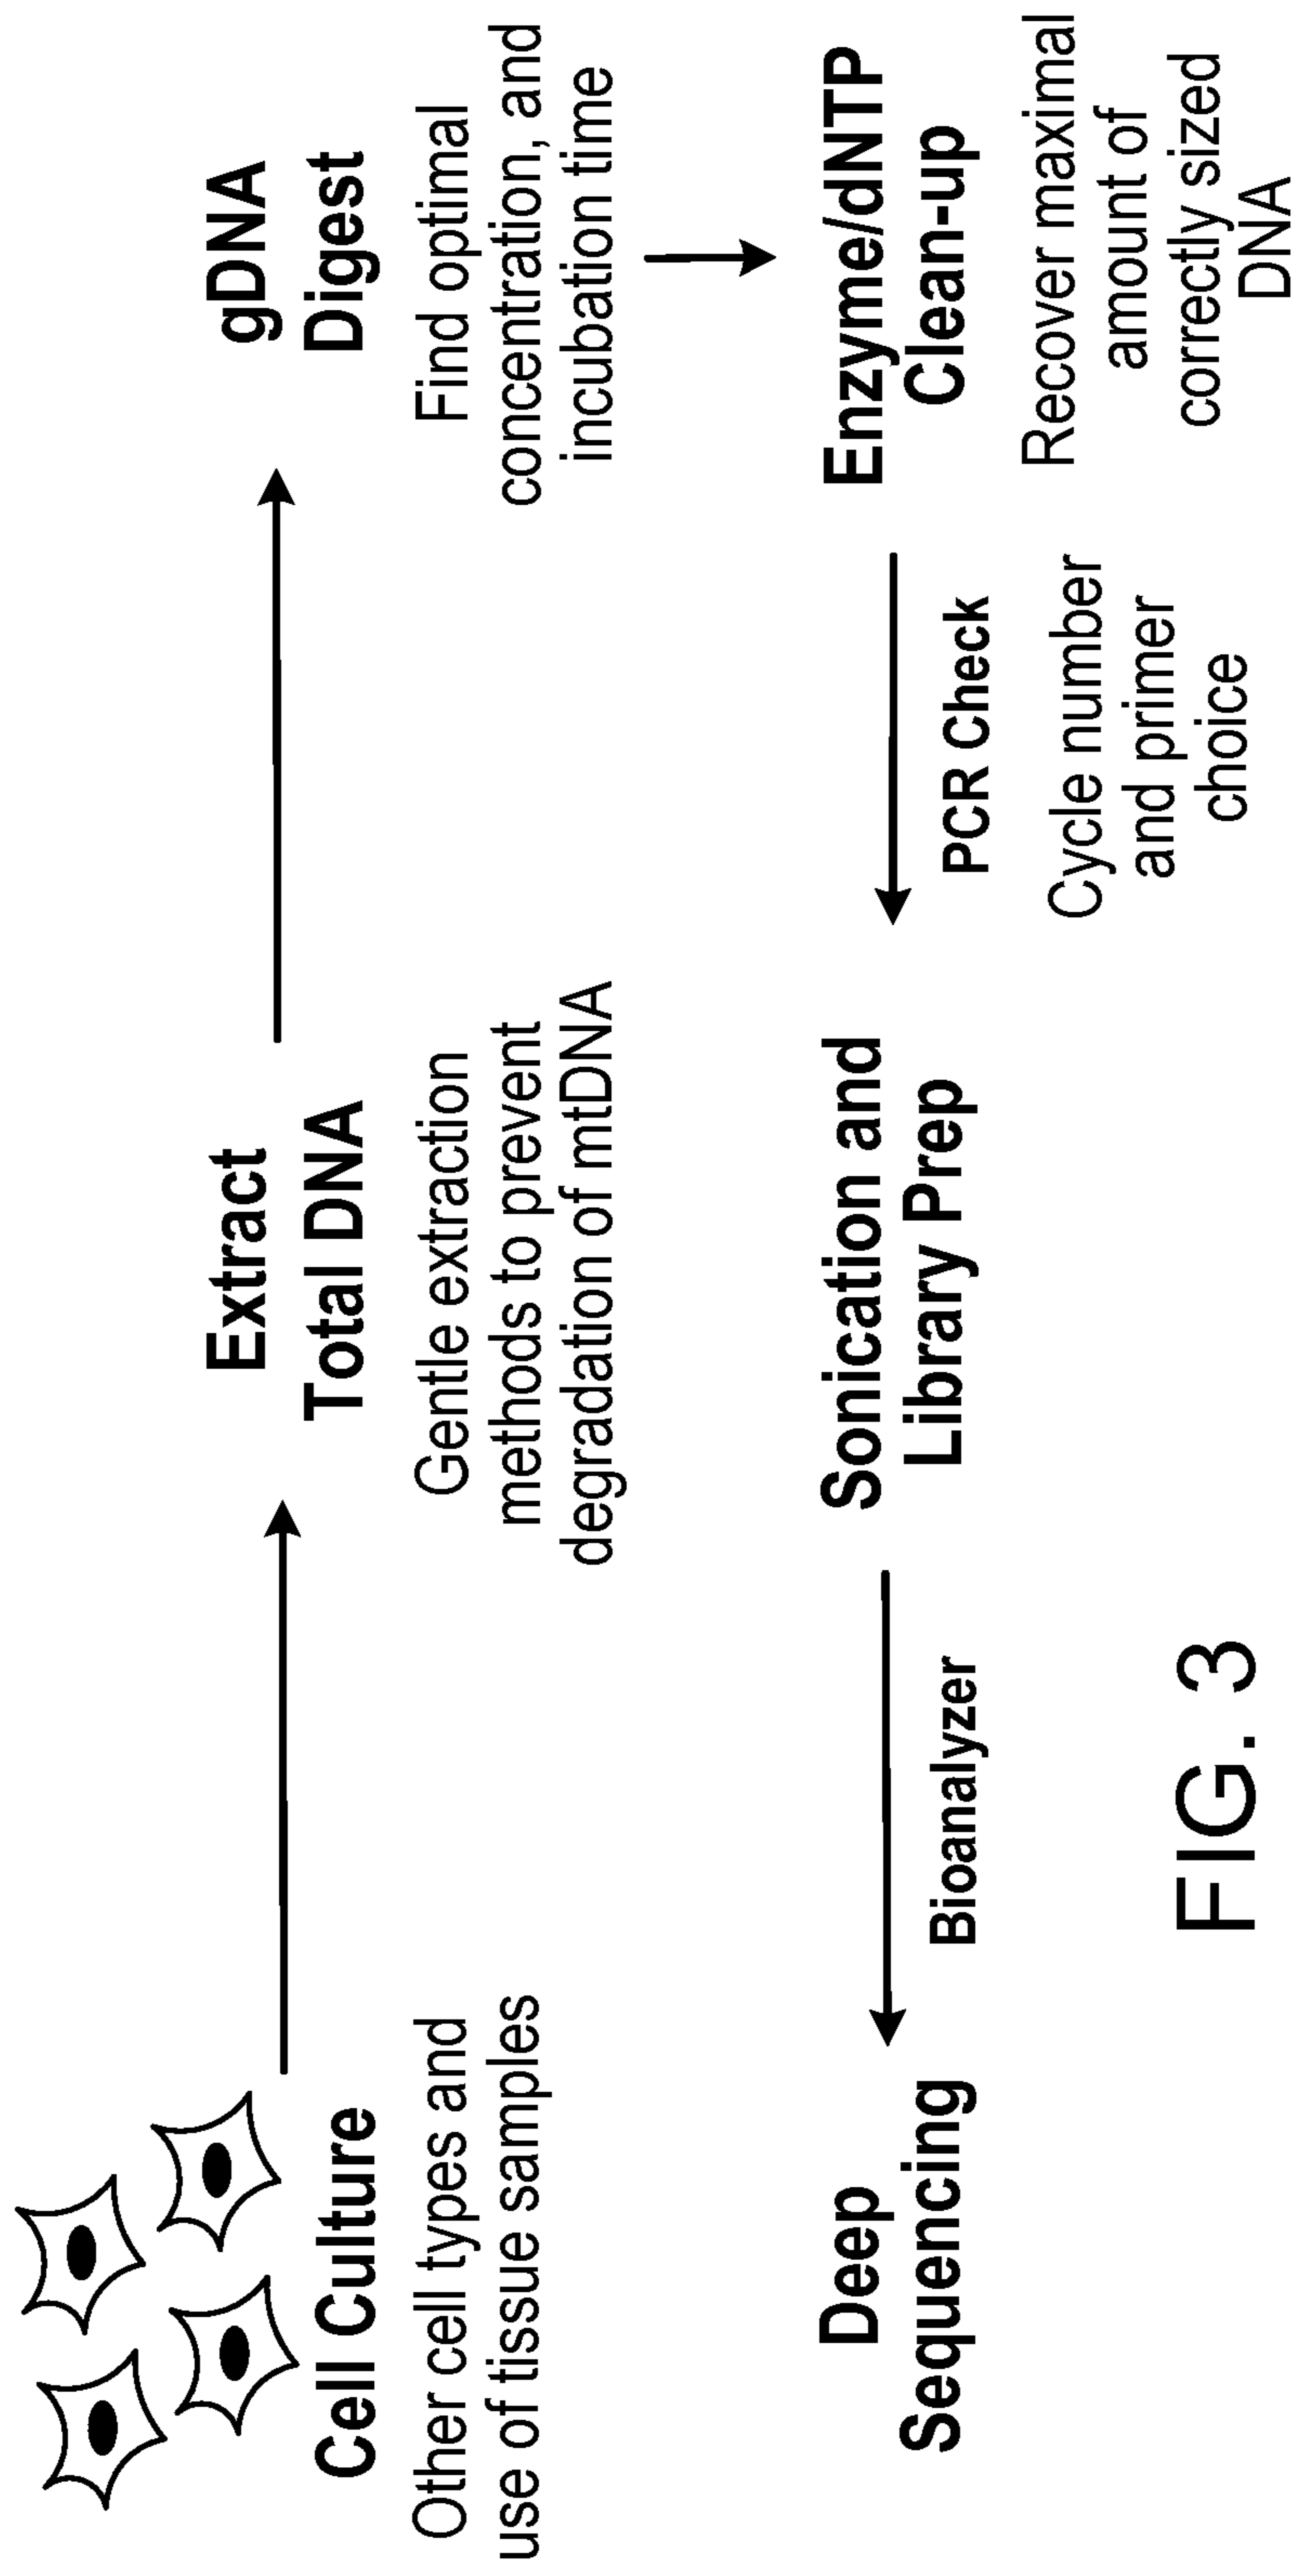 Cell Culture
Other cell types and
use of tissue samples
Extract
Total DNA
Gentle extraction
methods to prevent
degradation of mtDNA
gDNA
Digest
Find optimal
concentration, and
incubation time
Enzyme/dNTP
Clean-up
Recover maximal
amount of
correctly sized
DNA
PCR Check
Cycle number
and primer
choice
Sonication and
Library Prep
Bioanalyzer
Deep
Sequencing
FIG. 3